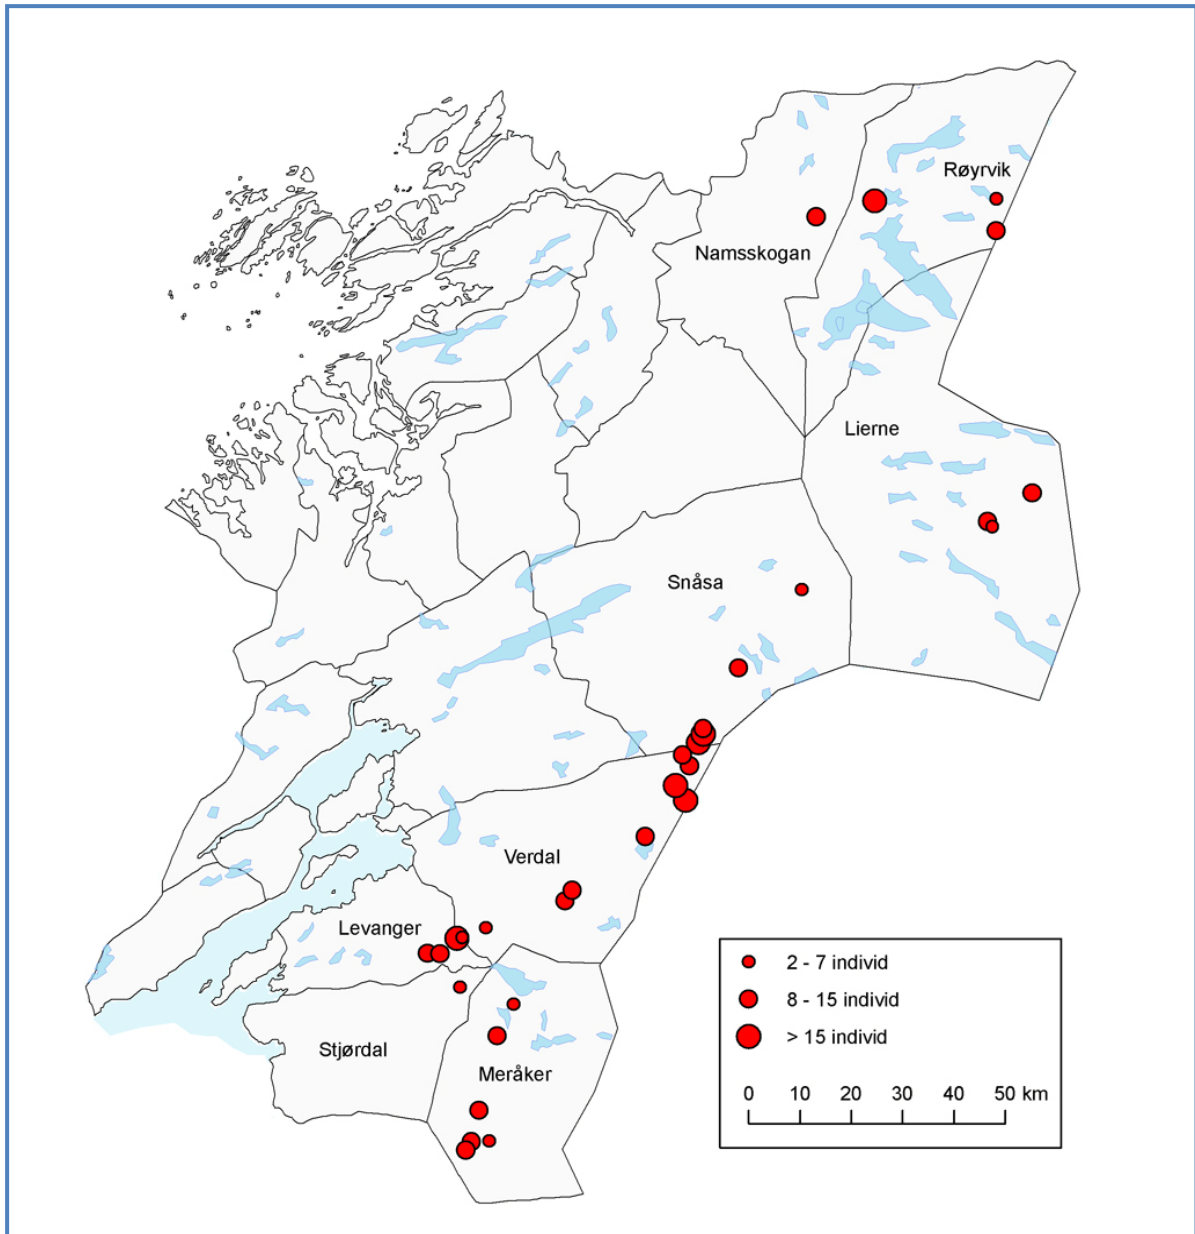 Røyrvik
Namsskogan
Lierne
Snåsa
Verdal
Levanger
Stjørdal
Meråker
2 - 7 individ
8 - 15 individ
> 15 individ
0 10 20 30 40 50 km